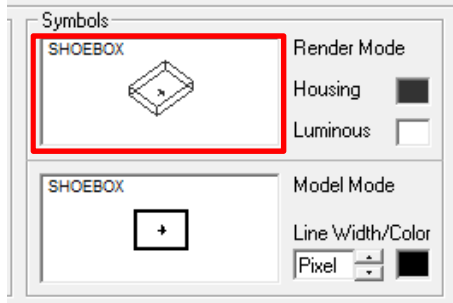 Symbols
SHOEBOX
Render Mode
Housing
Luminous
SHOEBOX
Model Mode
Line Width/Color
Pixel